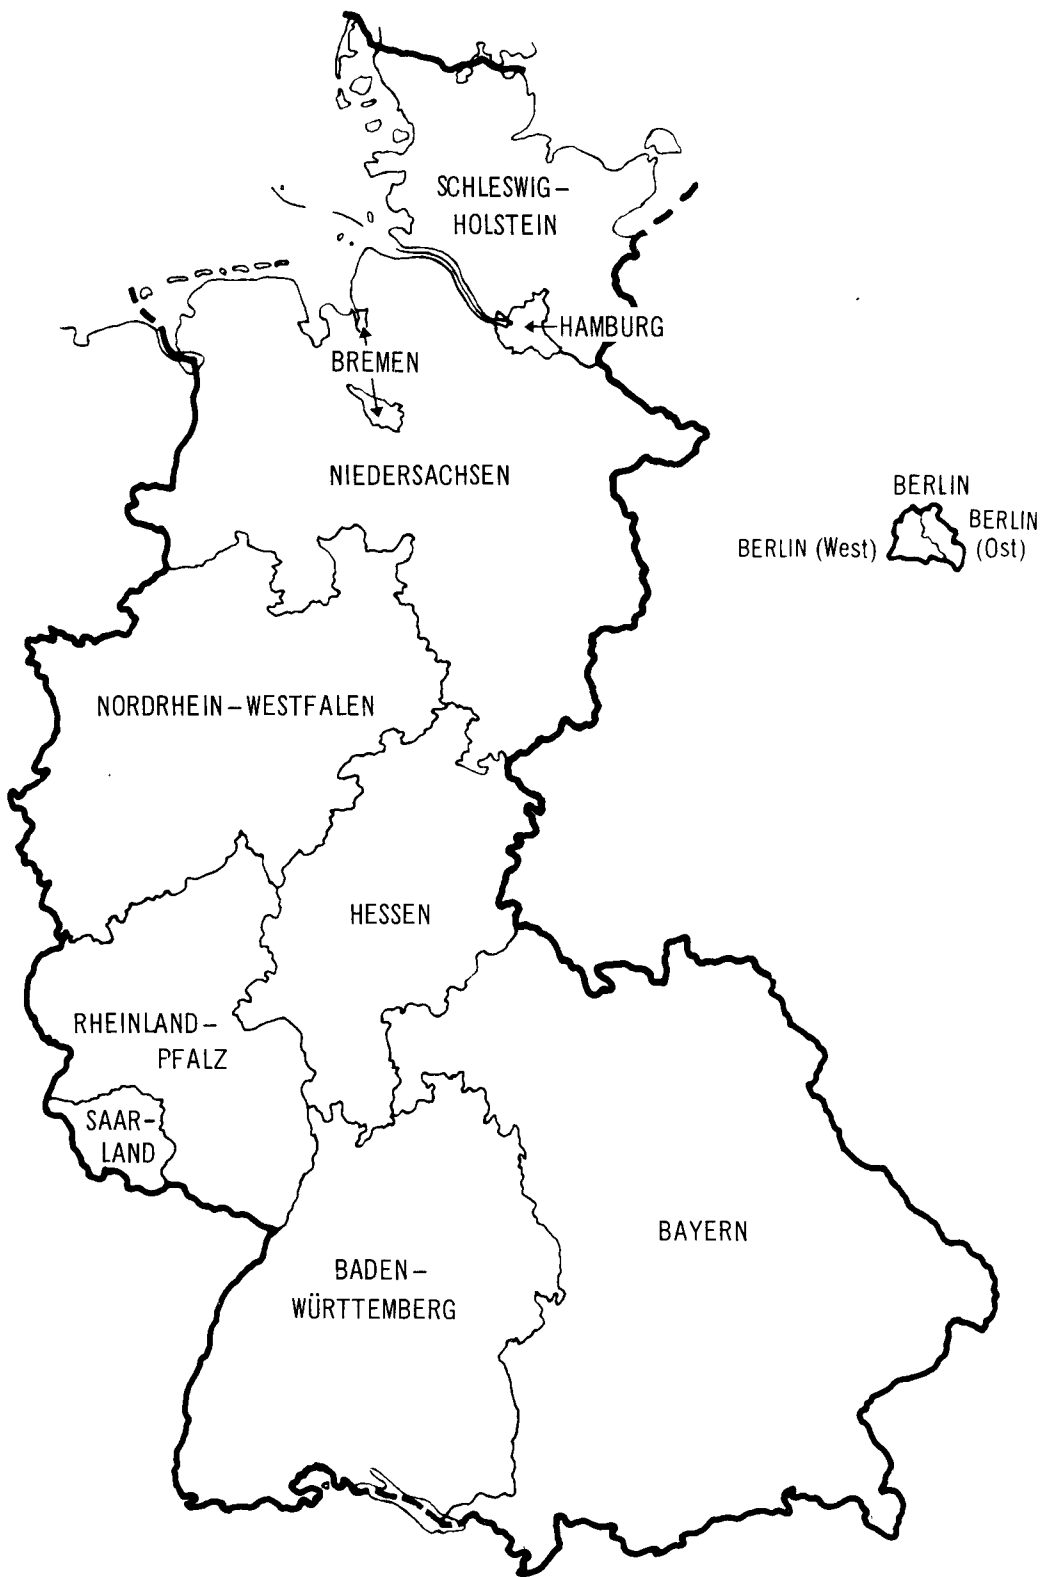 SCHLESWIG–
HOLSTEIN
HAMBURG
BREMEN
NIEDERSACHSEN
BERLIN
BERLIN
(Ost)
BERLIN (West)
NORDRHEIN–WESTFALEN
HESSEN
RHEINLAND–
PFALZ
SAAR–
LAND
BAYERN
BADEN–
WÜRTTEMBERG